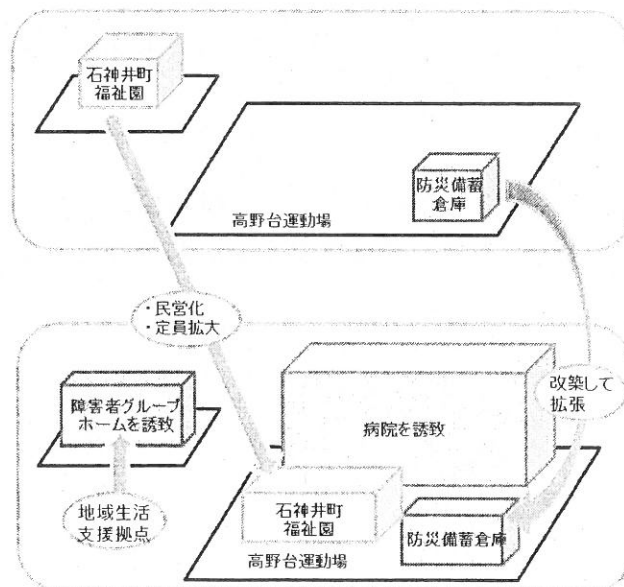 石神井町
福祉園
防災備蓄
倉庫
高野台運動場
・民営化
・定員拡大
障害者グループ
ホームを誘致
病院を誘致
改築して
拡張
地域生活
支援拠点
石神井町
福祉園
防災備蓄倉庫
高野台運動場